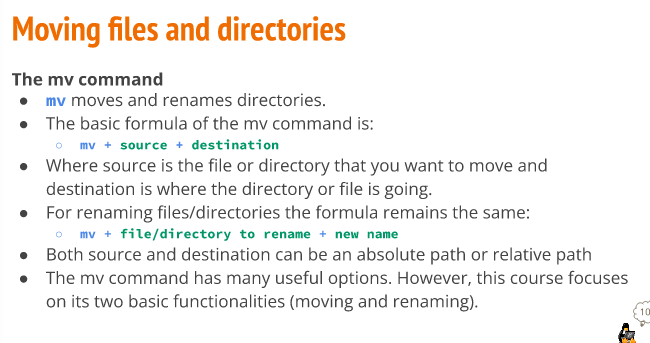 Moving files and directories
The mv command
● mv moves and renames directories.
● The basic formula of the mv command is:
○ mv + source + destination
● Where source is the file or directory that you want to move and
destination is where the directory or file is going.
● For renaming files/directories the formula remains the same:
○ mv + file/directory to rename + new name
● Both source and destination can be an absolute path or relative path
● The mv command has many useful options. However, this course focuses
on its two basic functionalities (moving and renaming).
10